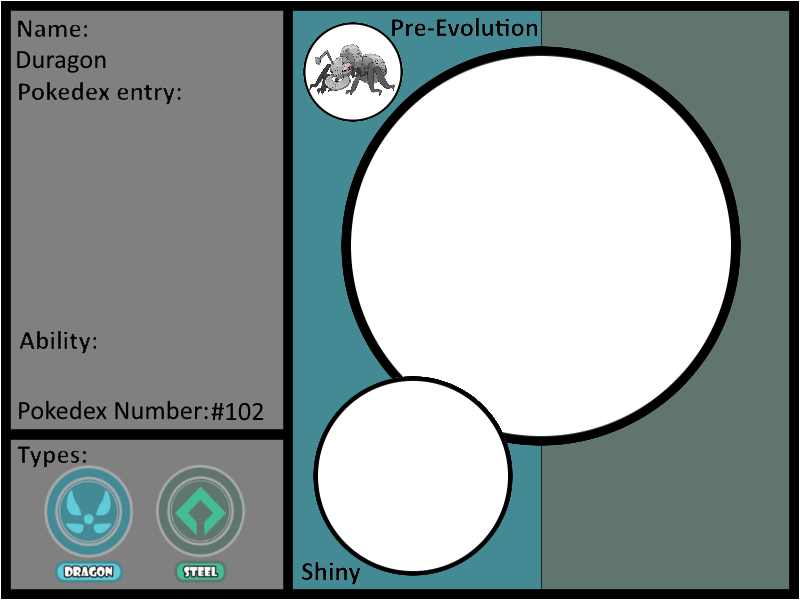 Name:
Duragon
Pokedex entry:
Ability:
Pokedex Number:#102
Types:
DRAGON
STEEL
Pre-Evolution
Shiny